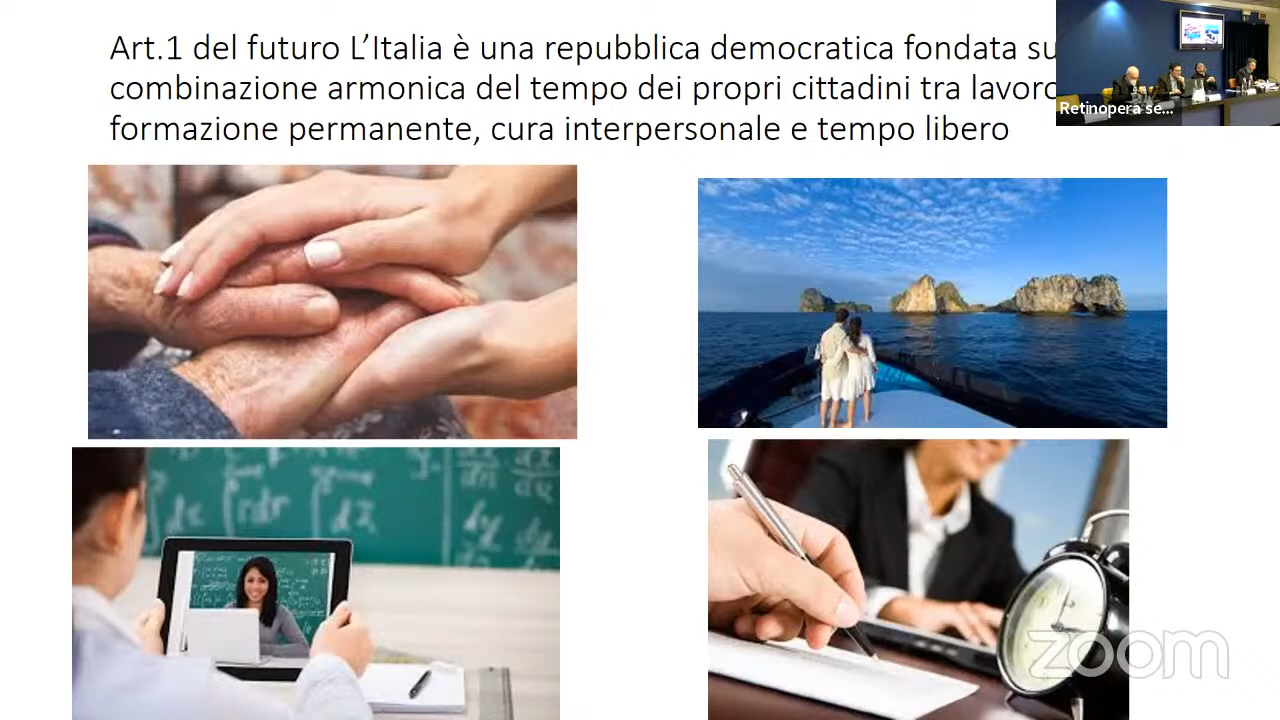 Art.1 del futuro L’Italia è una repubblica democratica fondata su
combinazione armonica del tempo dei propri cittadini tra lavoro
formazione permanente, cura interpersonale e tempo libero
Retinopera se...
zoom